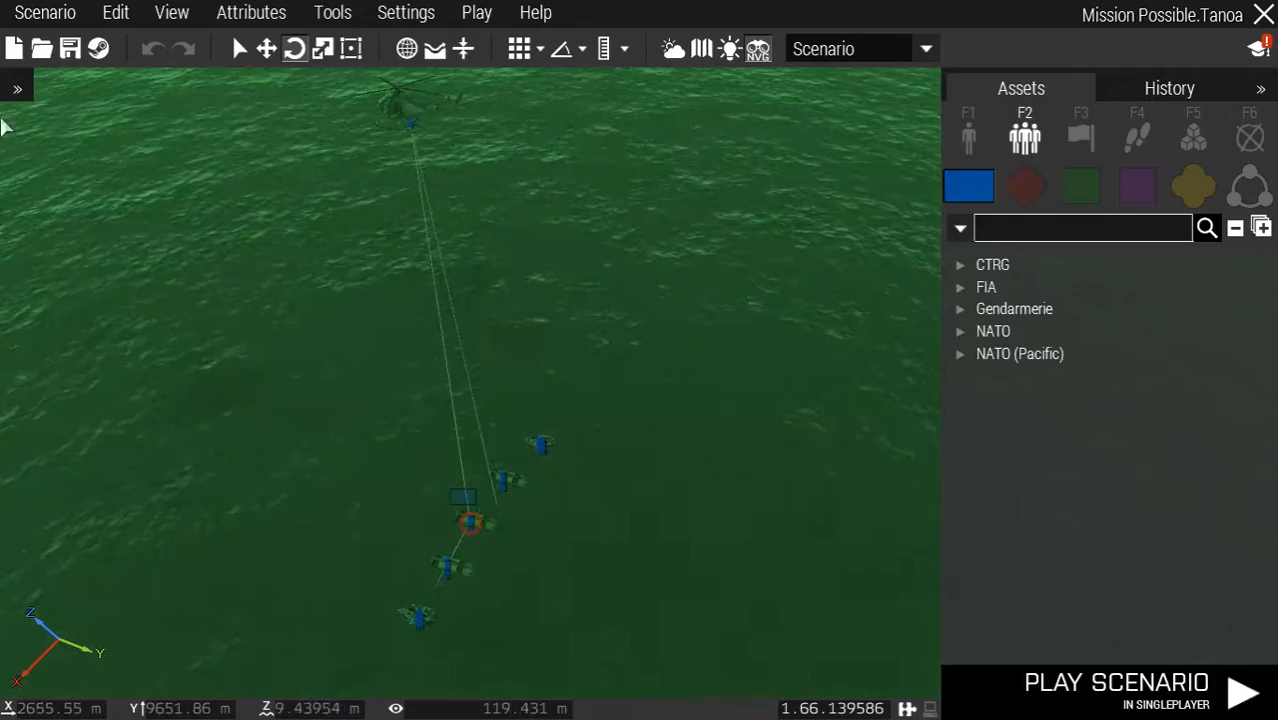 Scenario Edit View Attributes Tools Settings Play Help Mission Possible.Tanoa
NVG Scenario
Assets History
F1 F2 F3 F4 F5 F6
CTRG
FIA
Gendarmerie
NATO
NATO (Pacific)
Z
Y
X
PLAY SCENARIO
IN SINGLEPLAYER
X 2655.55 m Y 9651.86 m Z 9.43954 m 119.431 m 1.66.139586